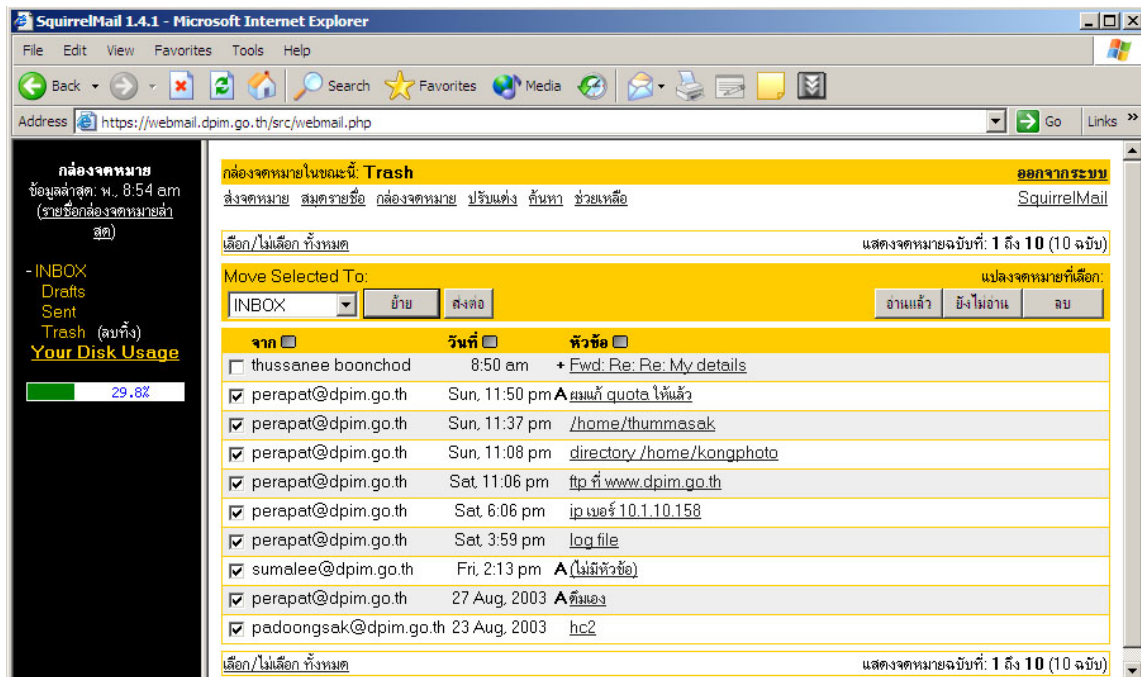 SquirrelMail 1.4.1 - Microsoft Internet Explorer
File Edit View Favorites Tools Help
Back Search Favorites Media
Address https://webmail.dpim.go.th/src/webmail.php Go Links »
กล่องจดหมาย
ข้อมูลล่าสุด: พ., 8:54 am
(รายชื่อกล่องจดหมายล่า
สุด)
- INBOX
Drafts
Sent
Trash (ลบทิ้ง)
Your Disk Usage
29.8%
กล่องจดหมายในขณะนี้: Trash ออกจากระบบ
ส่งจดหมาย สมุดรายชื่อ กล่องจดหมาย ปรับแต่ง ค้นหา ช่วยเหลือ SquirrelMail
เลือก/ไม่เลือก ทั้งหมด แสดงจดหมายฉบับที่: 1 ถึง 10 (10 ฉบับ)
Move Selected To: แปลงจดหมายที่เลือก:
INBOX ย้าย ส่งต่อ อ่านแล้ว ยังไม่อ่าน ลบ
จาก วันที่ หัวข้อ
thussanee boonchod 8:50 am + Fwd: Re: Re: My details
perapat@dpim.go.th Sun, 11:50 pm A ผมแก้ quota ให้แล้ว
perapat@dpim.go.th Sun, 11:37 pm /home/thummasak
perapat@dpim.go.th Sun, 11:08 pm directory /home/kongphoto
perapat@dpim.go.th Sat, 11:06 pm ftp ที่ www.dpim.go.th
perapat@dpim.go.th Sat, 6:06 pm ip เบอร์ 10.1.10.158
perapat@dpim.go.th Sat, 3:59 pm log file
sumalee@dpim.go.th Fri, 2:13 pm A (ไม่มีหัวข้อ)
perapat@dpim.go.th 27 Aug, 2003 A ตึมเอง
padoongsak@dpim.go.th 23 Aug, 2003 hc2
เลือก/ไม่เลือก ทั้งหมด แสดงจดหมายฉบับที่: 1 ถึง 10 (10 ฉบับ)